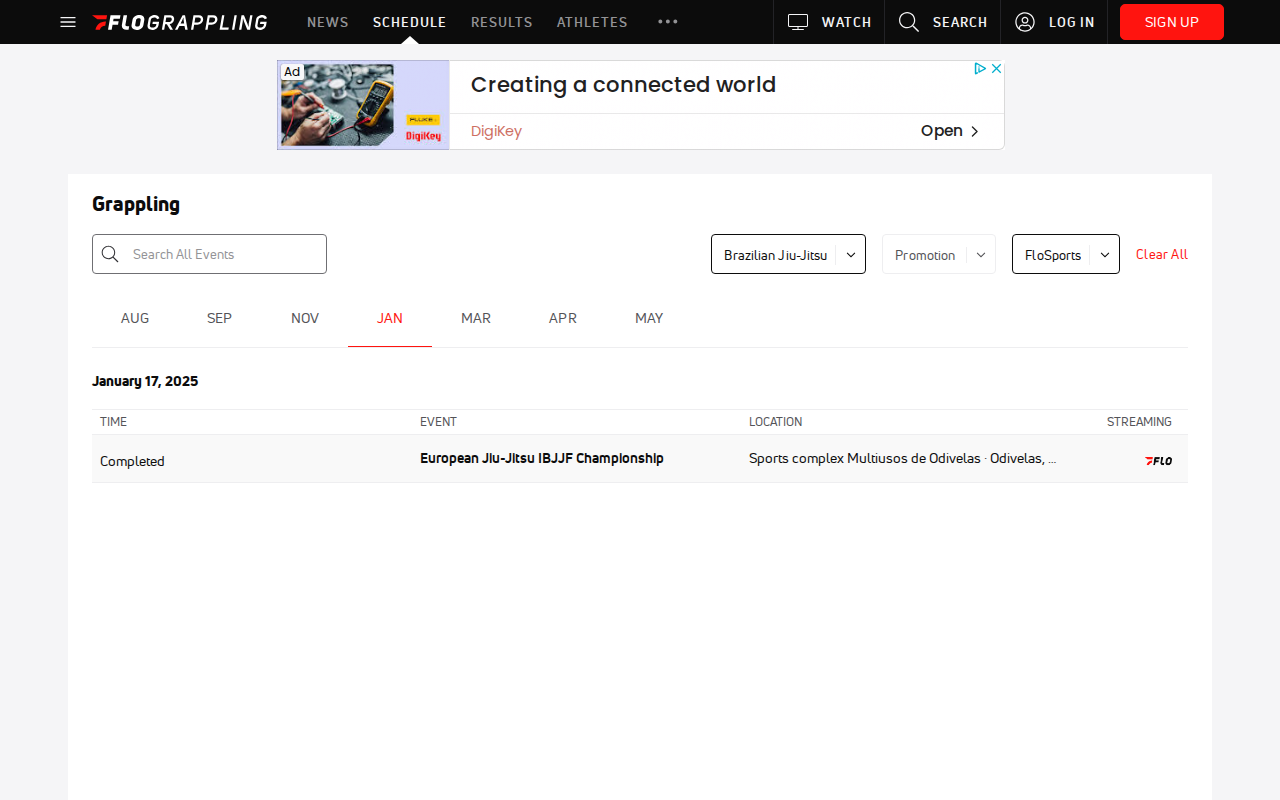 FLOGRAPPLING
NEWS
SCHEDULE
RESULTS
ATHLETES
WATCH
SEARCH
LOG IN
SIGN UP
Ad
FLUKE
DigiKey
Creating a connected world
DigiKey
Open
Grappling
Search All Events
Brazilian Jiu-Jitsu
Promotion
FloSports
Clear All
AUG
SEP
NOV
JAN
MAR
APR
MAY
January 17, 2025
TIME
EVENT
LOCATION
STREAMING
Completed
European Jiu-Jitsu IBJJF Championship
Sports complex Multiusos de Odivelas · Odivelas, ...
FLO